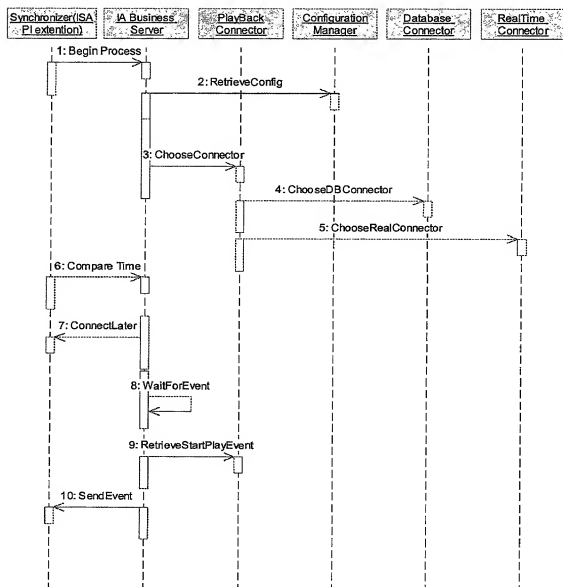 Synchronizer(ISA
PI extention)
IA Business
Server
PlayBack
Connector
Configuration
Manager
Database
Connector
RealTime
Connector
1: Begin Process
2: RetrieveConfig
3: ChooseConnector
4: ChooseDBConnector
5: ChooseRealConnector
6: Compare Time
7: ConnectLater
8: WaitForEvent
9: RetrieveStartPlayEvent
10: SendEvent